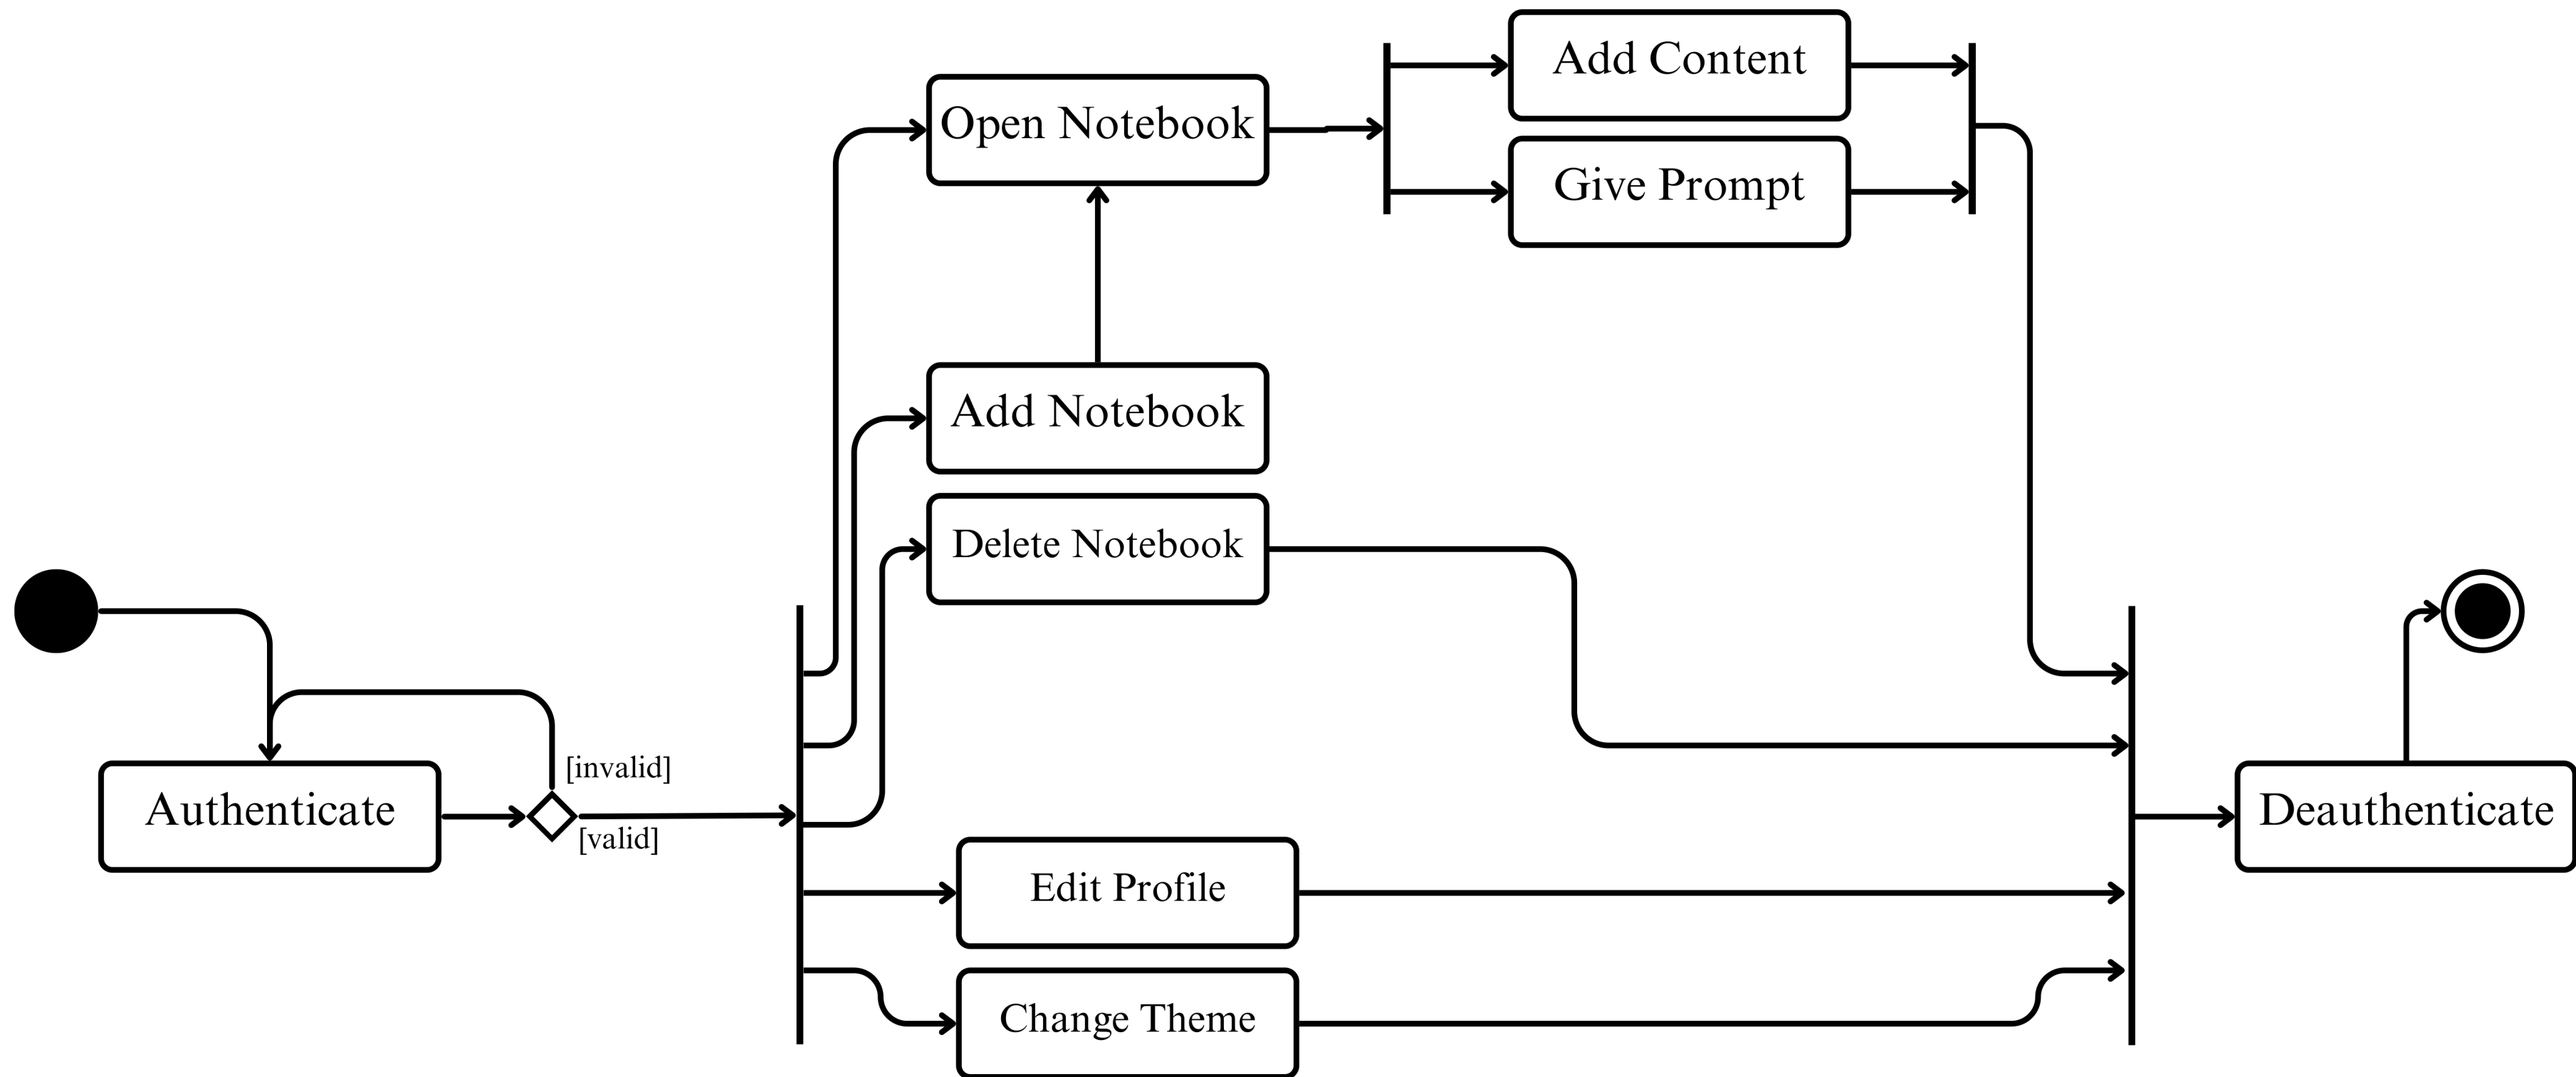 Add Content
Open Notebook
Give Prompt
Add Notebook
Delete Notebook
[invalid]
Authenticate
[valid]
Deauthenticate
Edit Profile
Change Theme